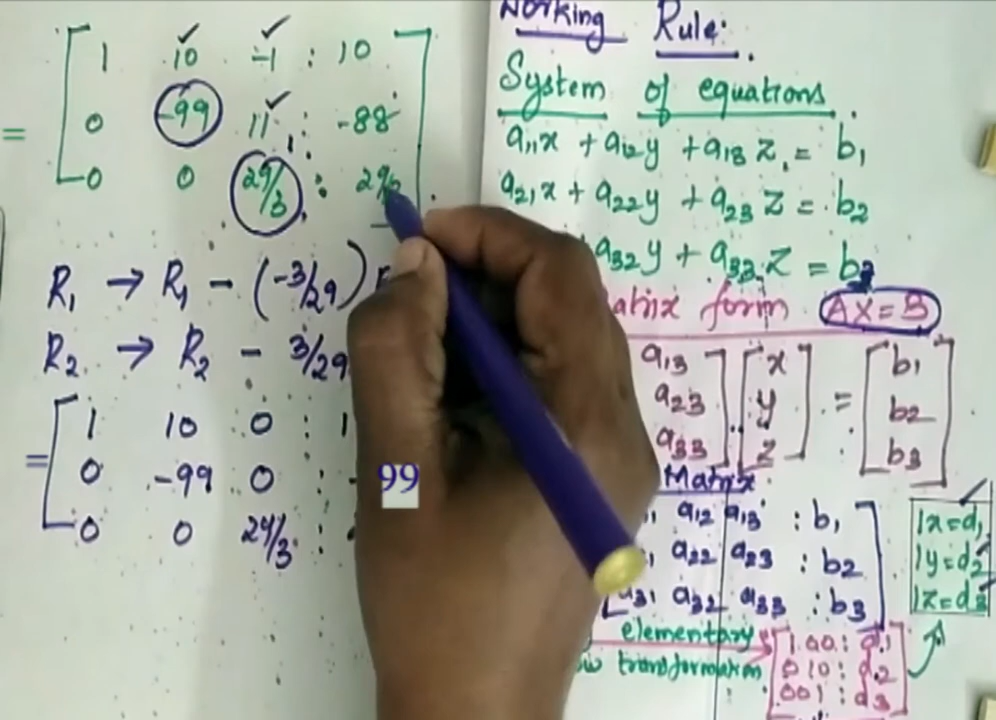 1 10 -1 : 10
= 0 -99 11 : -88
0 0 29/3 :
R₁ → R₁ - (-3/29)
R₂ → R₂ - 3/29
1 10 0 : 1
= 0 -99 0 :
0 0 29/3 :
99
Working Rule:
System of equations
a₁₁x + a₁₂y + a₁₃z = b₁
a₂₁x + a₂₂y + a₂₃z = b₂
a₃₂y + a₃₃z = b₃
form AX=B
a₁₃ x b₁
a₂₃ y = b₂
a₃₃ z b₃
Matrix
a₁₂ a₁₃ : b₁
a₂₂ a₂₃ : b₂
a₃₁ a₃₂ a₃₃ : b₃
1x=d₁
1y=d₂
1z=d₃
elementary
transformation
1 0 0 : d₁
0 1 0 : d₂
0 0 1 : d₃